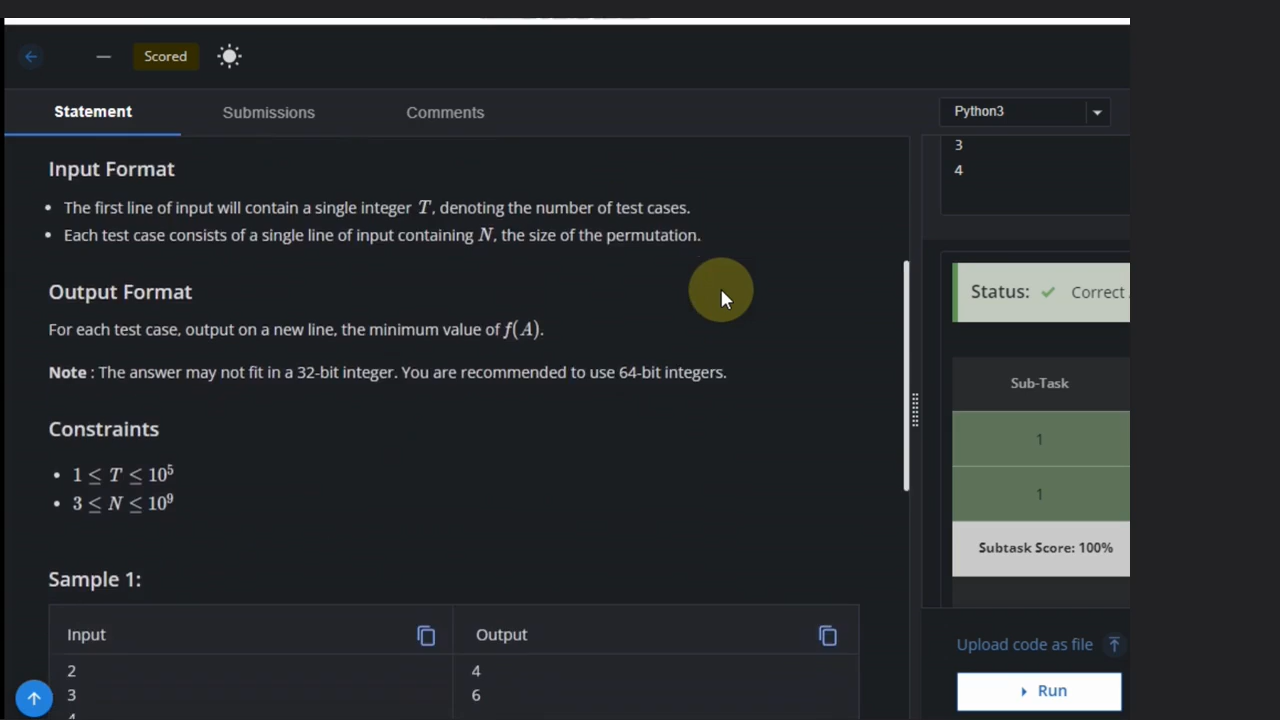 Scored
Statement
Submissions
Comments
Python3
Input Format
The first line of input will contain a single integer T, denoting the number of test cases.
Each test case consists of a single line of input containing N, the size of the permutation.
Output Format
For each test case, output on a new line, the minimum value of f(A).
Note : The answer may not fit in a 32-bit integer. You are recommended to use 64-bit integers.
Constraints
1 ≤ T ≤ 10⁵
3 ≤ N ≤ 10⁹
Sample 1:
Input
Output
2
4
3
6
4
3
4
Status: ✓ Correct
Sub-Task
1
1
Subtask Score: 100%
Upload code as file
Run